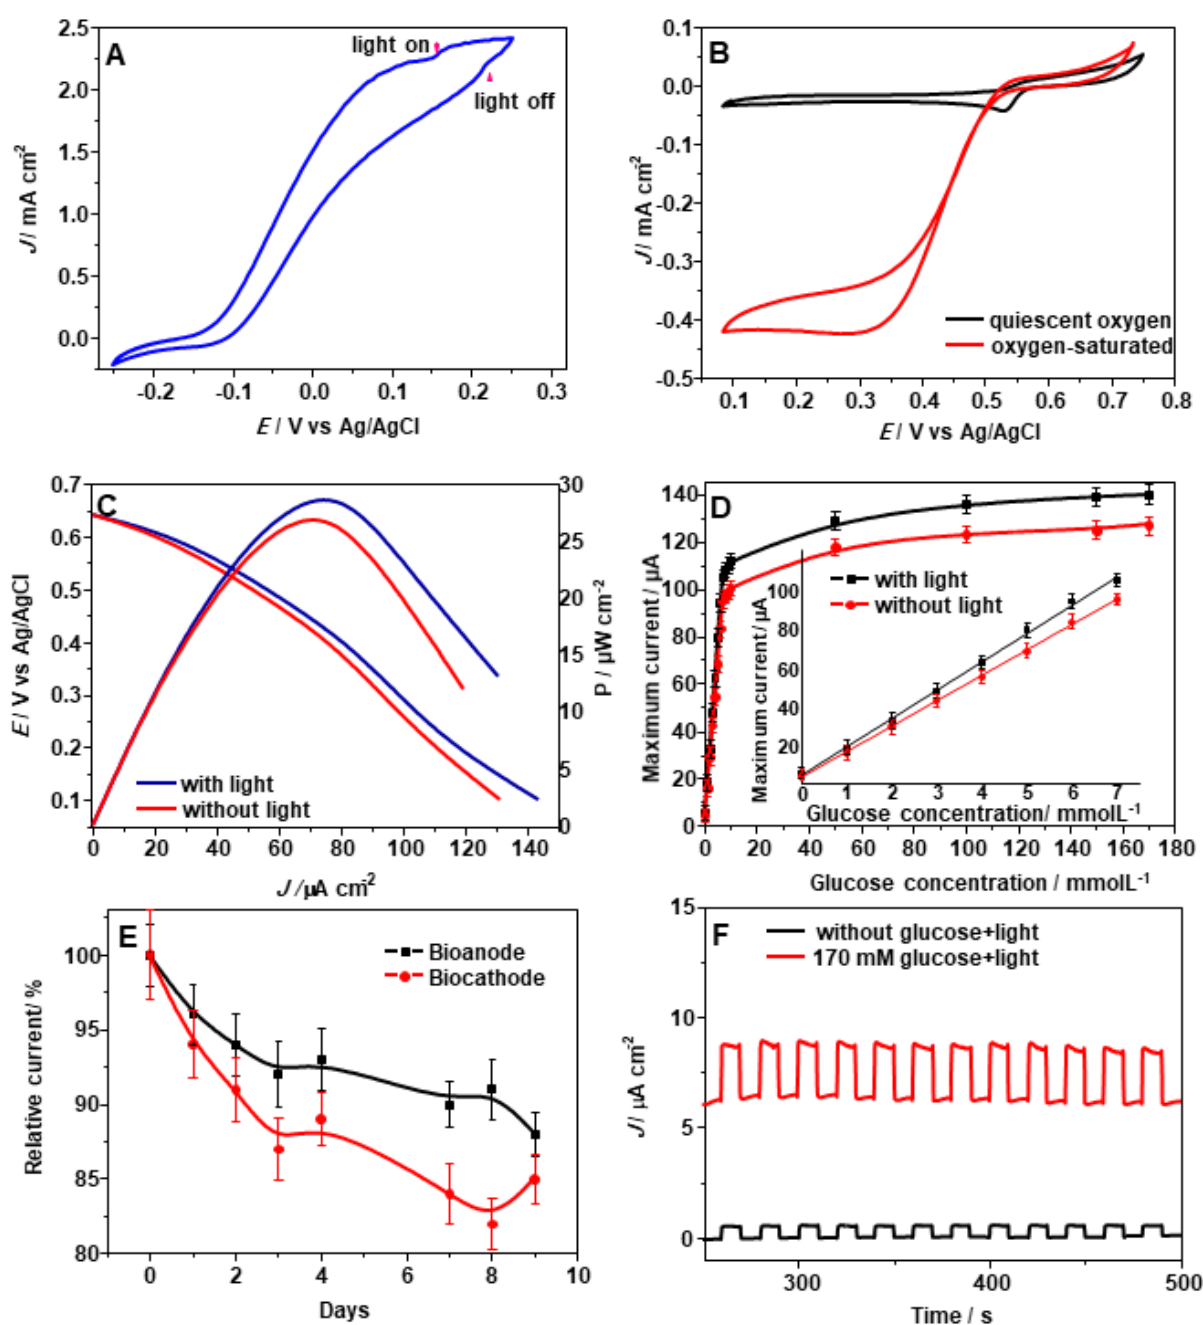 A
light on
light off
2.5
2.0
1.5
1.0
0.5
0.0
J / mA cm-2
-0.2 -0.1 0.0 0.1 0.2 0.3
E / V vs Ag/AgCl
B
0.1
0.0
-0.1
-0.2
-0.3
-0.4
-0.5
J / mA cm-2
quiescent oxygen
oxygen-saturated
0.1 0.2 0.3 0.4 0.5 0.6 0.7 0.8
E / V vs Ag/AgCl
C
0.7
0.6
0.5
0.4
0.3
0.2
0.1
E / V vs Ag/AgCl
30
25
20
15
10
5
0
P / µW cm-2
with light
without light
0 20 40 60 80 100 120 140
J /µA cm-2
D
140
120
100
80
60
40
20
0
Maximum current / µA
with light
without light
100
80
60
40
20
Maximum current / µA
0 1 2 3 4 5 6 7
Glucose concentration/ mmolL-1
0 20 40 60 80 100 120 140 160 180
Glucose concentration / mmolL-1
E
Bioanode
Biocathode
100
95
90
85
80
Relative current/ %
0 2 4 6 8 10
Days
F
without glucose+light
170 mM glucose+light
15
10
5
0
J / µA cm-2
300 400 500
Time / s